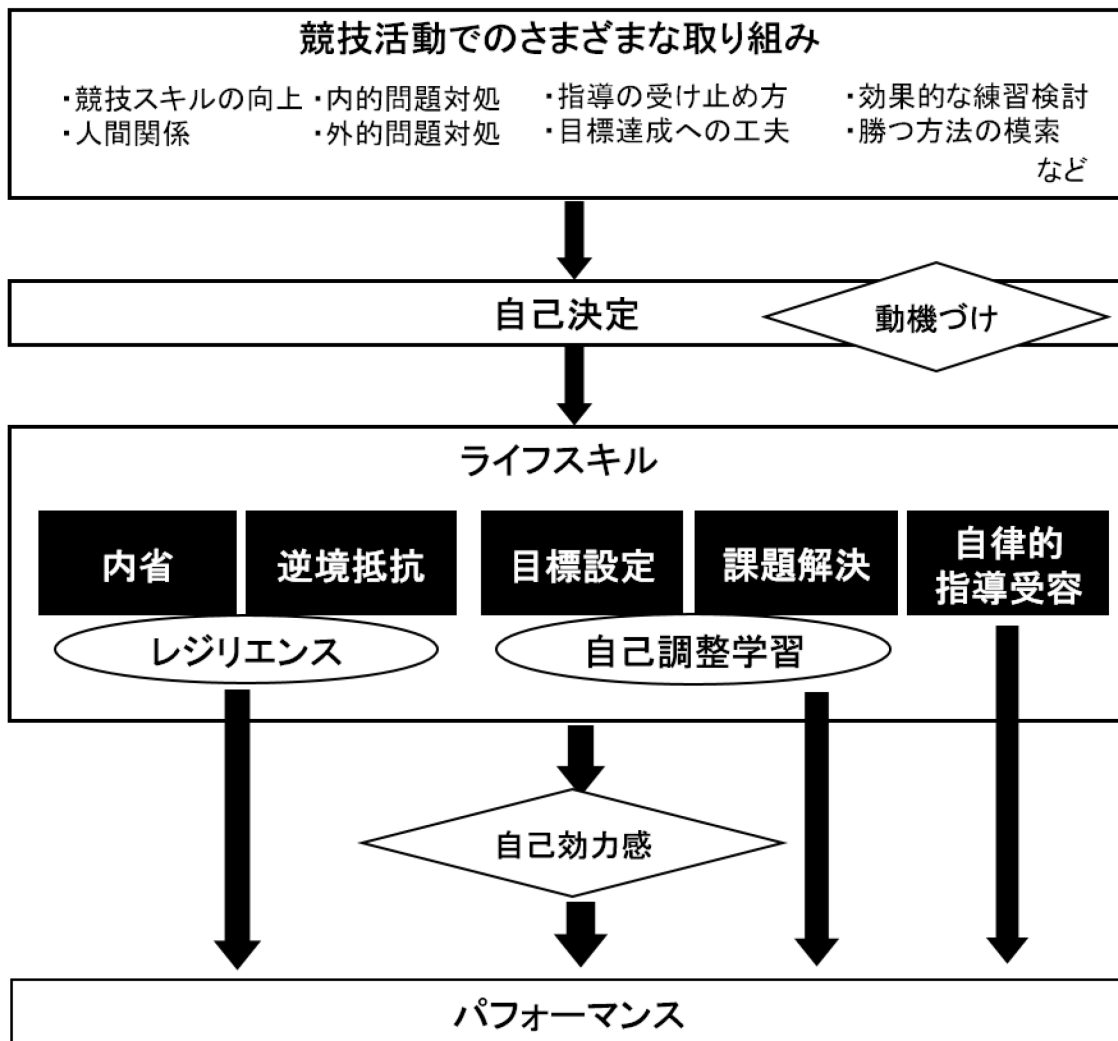 競技活動でのさまざまな取り組み
・競技スキルの向上 ・内的問題対処 ・指導の受け止め方 ・効果的な練習検討
・人間関係 ・外的問題対処 ・目標達成への工夫 ・勝つ方法の模索
など
自己決定
動機づけ
ライフスキル
内省
逆境抵抗
目標設定
課題解決
自律的
指導受容
レジリエンス
自己調整学習
自己効力感
パフォーマンス